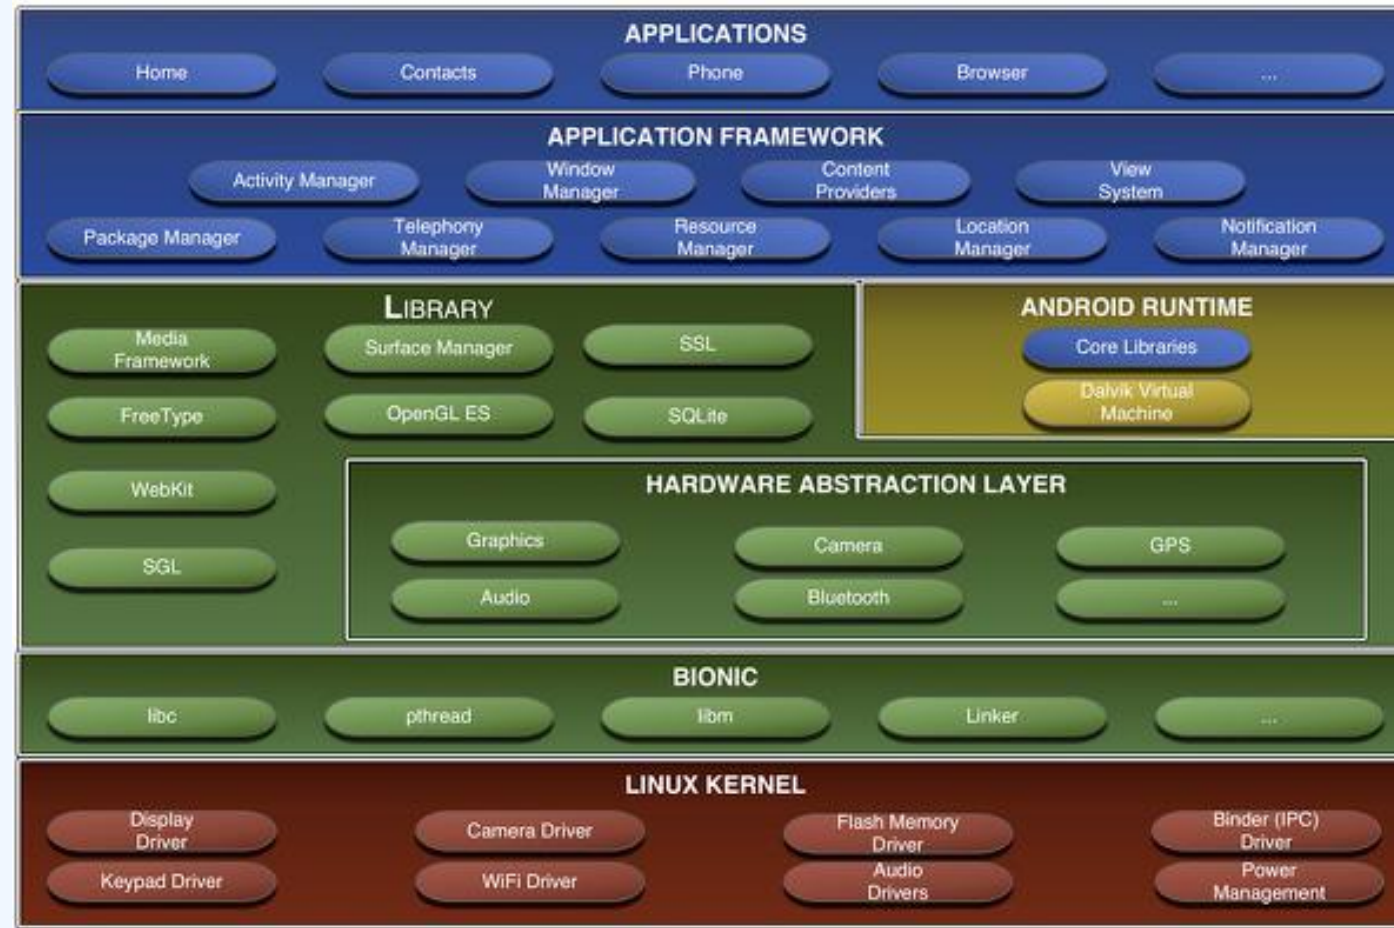 APPLICATIONS
Home
Contacts
Phone
Browser
...
APPLICATION FRAMEWORK
Activity Manager
Window
Manager
Content
Providers
View
System
Package Manager
Telephony
Manager
Resource
Manager
Location
Manager
Notification
Manager
LIBRARY
Media
Framework
Surface Manager
SSL
FreeType
OpenGL ES
SQLite
WebKit
SGL
ANDROID RUNTIME
Core Libraries
Dalvik Virtual
Machine
HARDWARE ABSTRACTION LAYER
Graphics
Camera
GPS
Audio
Bluetooth
...
BIONIC
libc
pthread
libm
Linker
...
LINUX KERNEL
Display
Driver
Camera Driver
Flash Memory
Driver
Binder (IPC)
Driver
Keypad Driver
WiFi Driver
Audio
Drivers
Power
Management